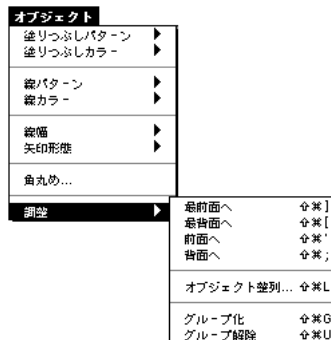 オブジェクト
塗りつぶしパターン
塗りつぶしカラー
線パターン
線カラー
線幅
矢印形態
角丸め...
調整
最前面へ ⇧⌘]
最背面へ ⇧⌘[
前面へ ⇧⌘'
背面へ ⇧⌘;
オブジェクト整列... ⇧⌘L
グループ化 ⇧⌘G
グループ解除 ⇧⌘U